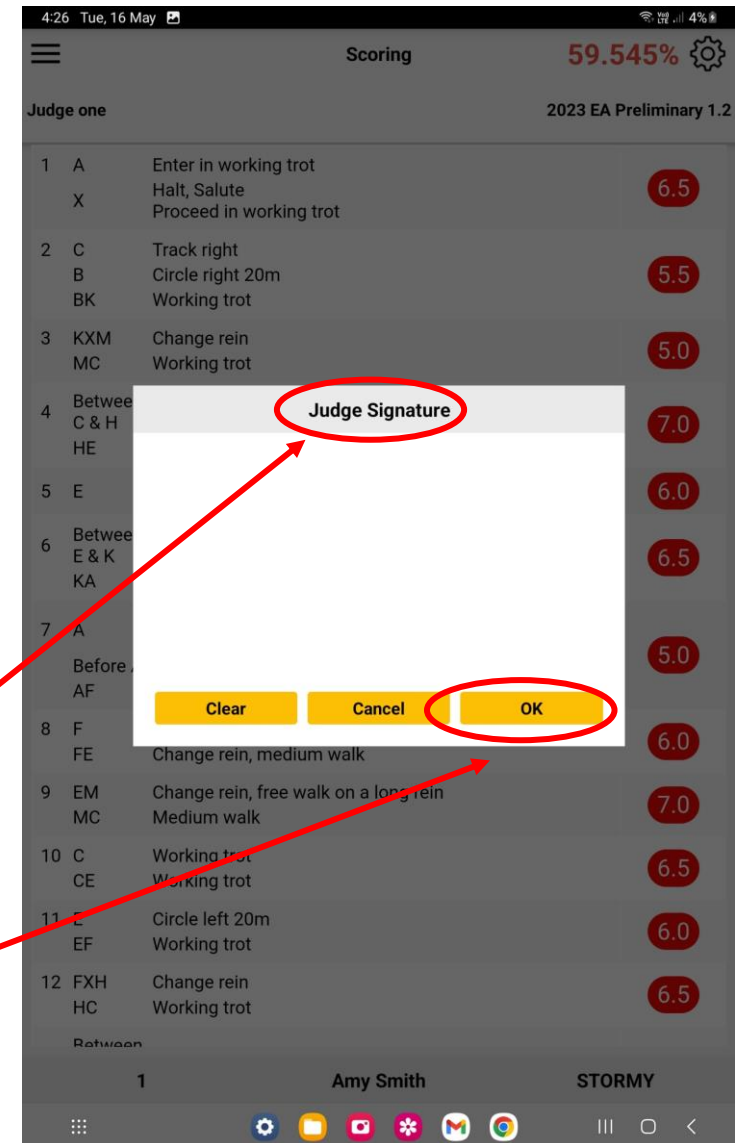 4:26 Tue, 16 May 4%
Scoring 59.545%
Judge one 2023 EA Preliminary 1.2
1 A Enter in working trot
X Halt, Salute 6.5
Proceed in working trot
2 C Track right
B Circle right 20m 5.5
BK Working trot
3 KXM Change rein 5.0
MC Working trot
4 C & H 7.0
HE
Judge Signature
5 E 6.0
6 E & K 6.5
KA
7 A
Before 5.0
AF
Clear Cancel OK
8 F 6.0
FE Change rein, medium walk
9 EM Change rein, free walk on a long rein 7.0
MC Medium walk
10 C Working trot 6.5
CE Working trot
11 E Circle left 20m 6.0
EF Working trot
12 FXH Change rein 6.5
HC Working trot
Between
1 Amy Smith STORMY